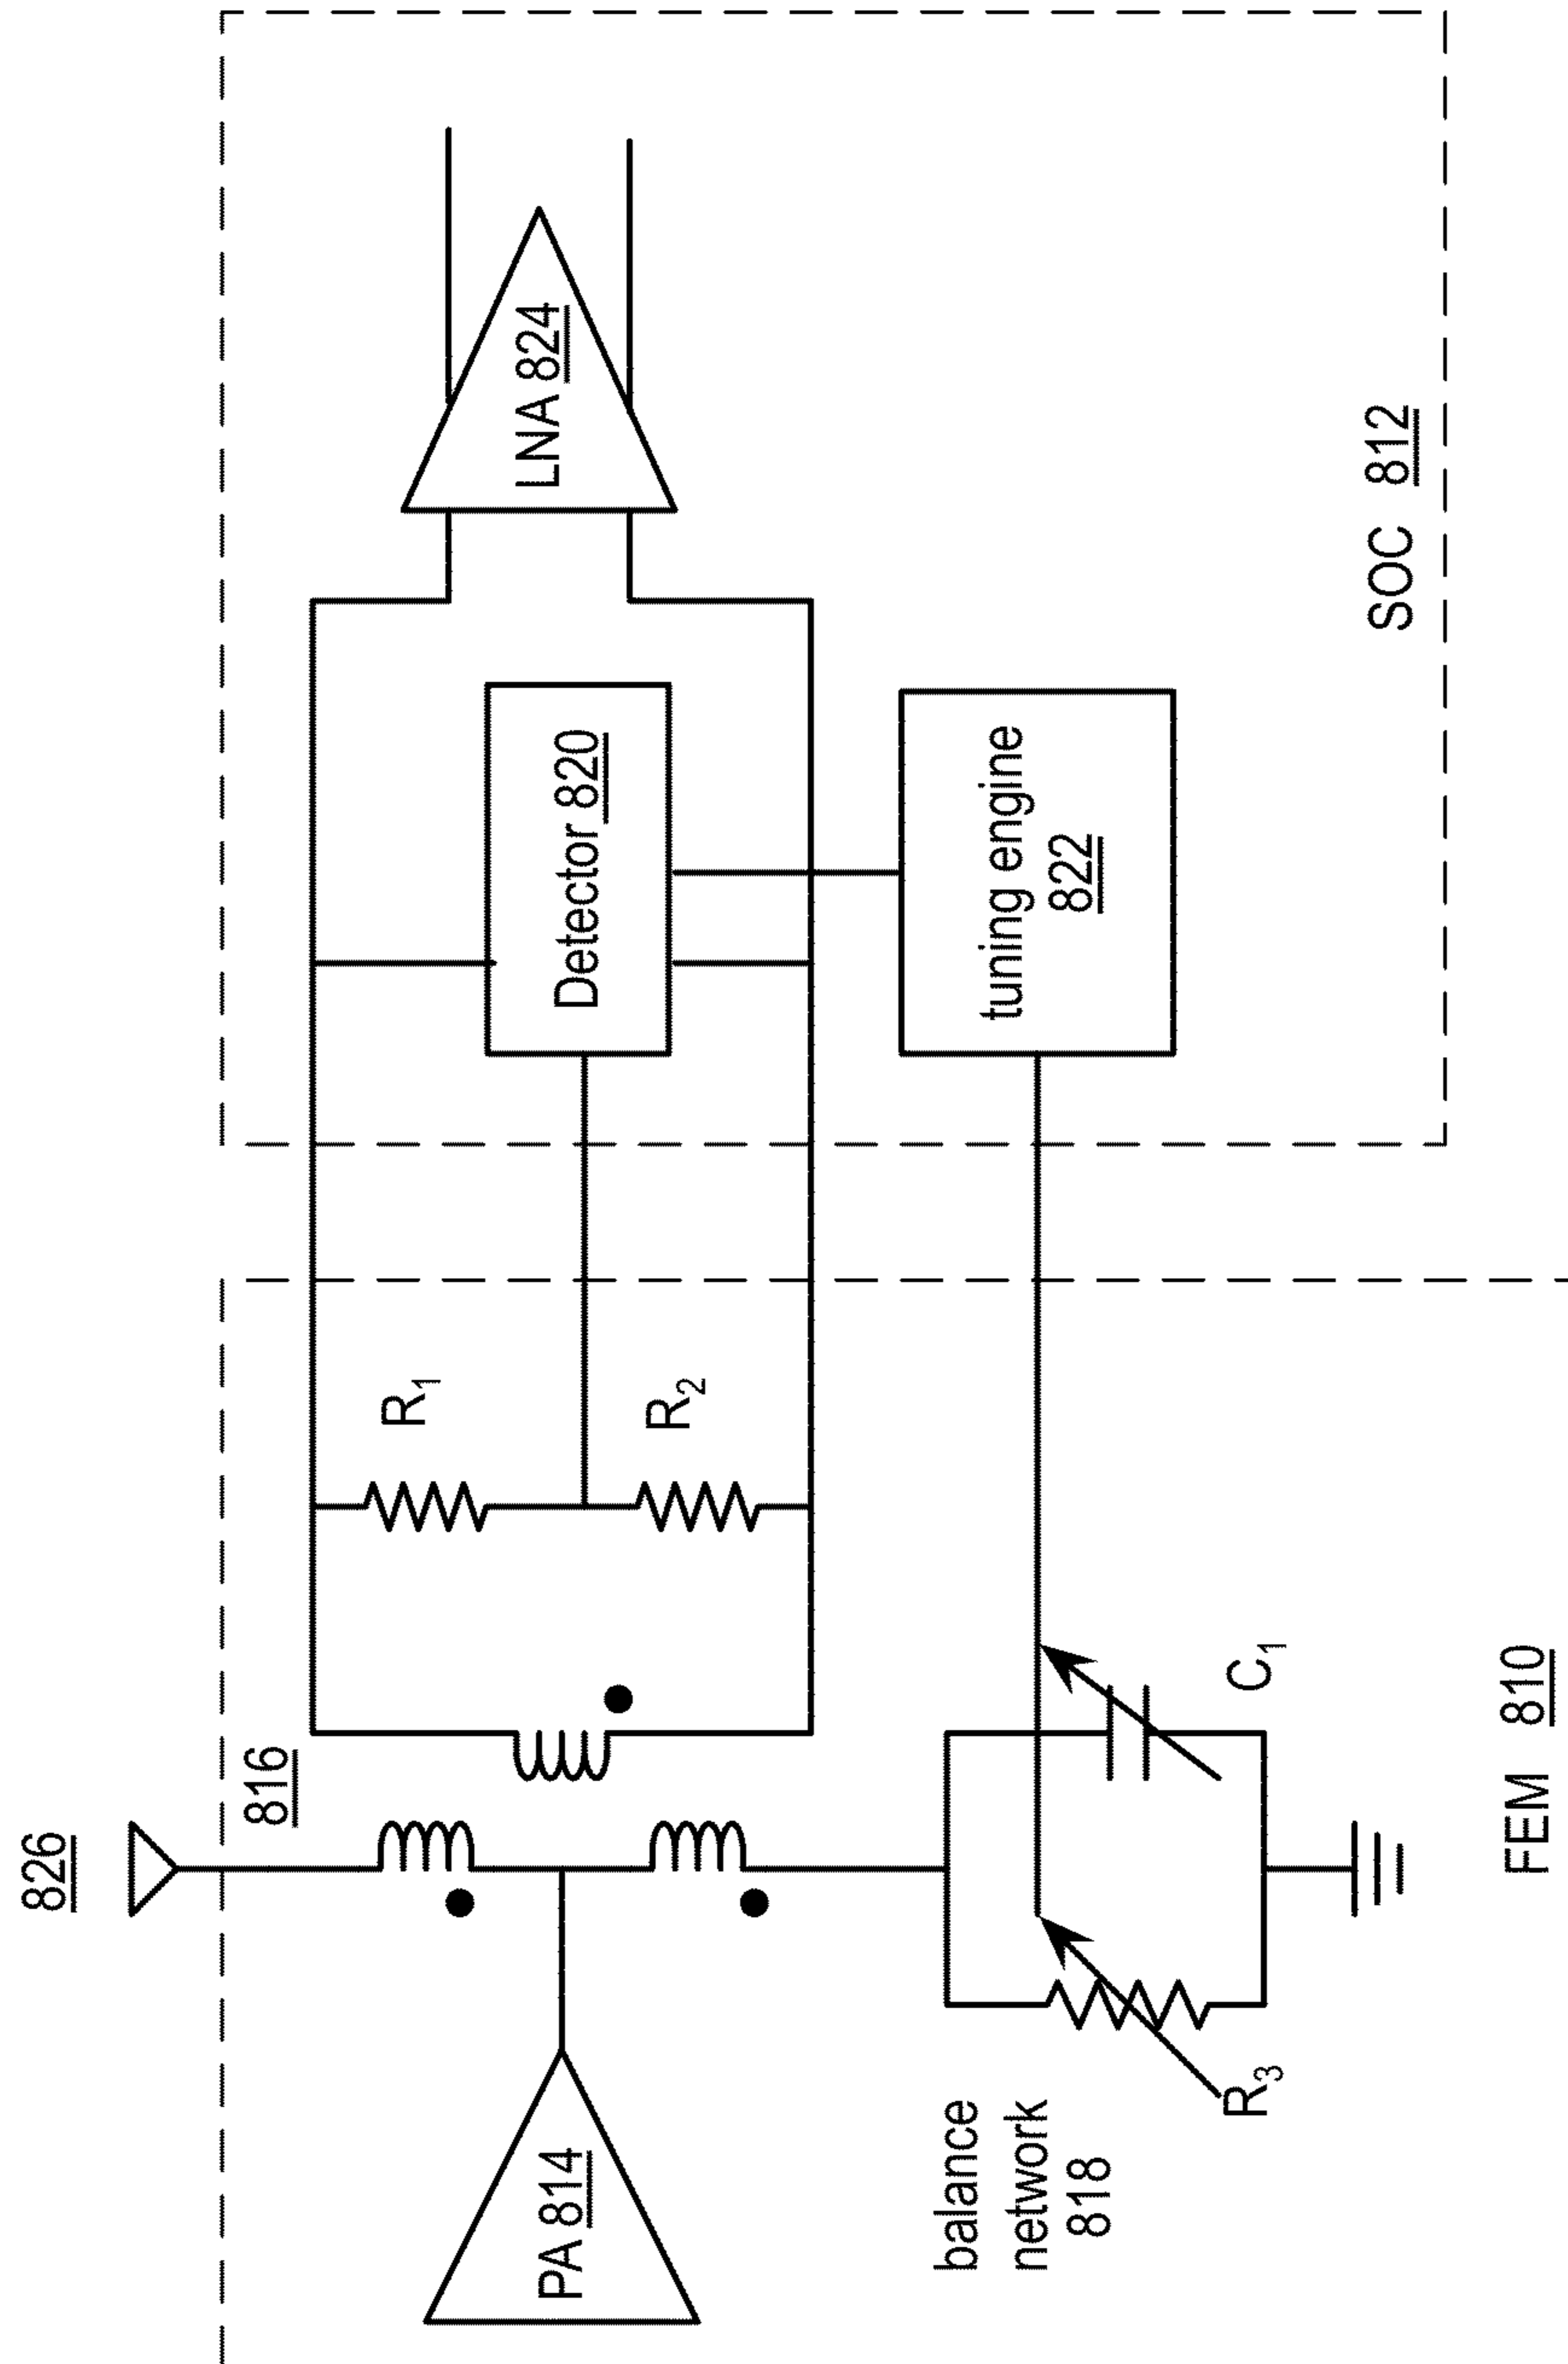 826
816
PA 814
balance
network
818
R3
C1
FEM 810
R1
R2
Detector 820
tuning engine
822
LNA 824
SOC 812